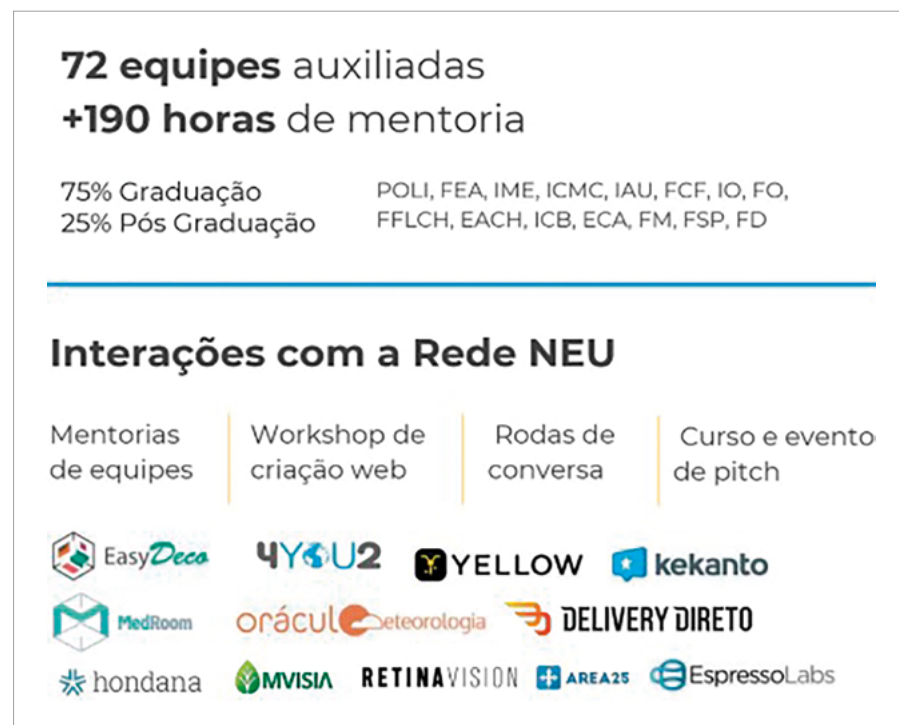 72 equipes auxiliadas
+190 horas de mentoria
75% Graduação
25% Pós Graduação
POLI, FEA, IME, ICMC, IAU, FCF, IO, FO,
FFLCH, EACH, ICB, ECA, FM, FSP, FD
Interações com a Rede NEU
Mentorias
de equipes
Workshop de
criação web
Rodas de
conversa
Curso e evento
de pitch
EasyDeco
4YOU2
YELLOW
kekanto
MedRoom
oráculo meteorologia
DELIVERY DIRETO
hondana
MVISIA
RETINAVISION
AREA25
EspressoLabs